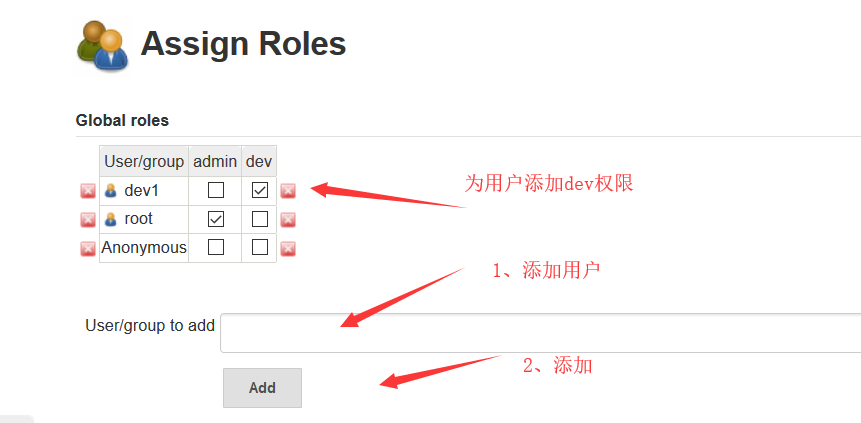 Assign Roles
Global roles
User/group admin dev
dev1
为用户添加dev权限
root
Anonymous
1、添加用户
User/group to add
2、添加
Add